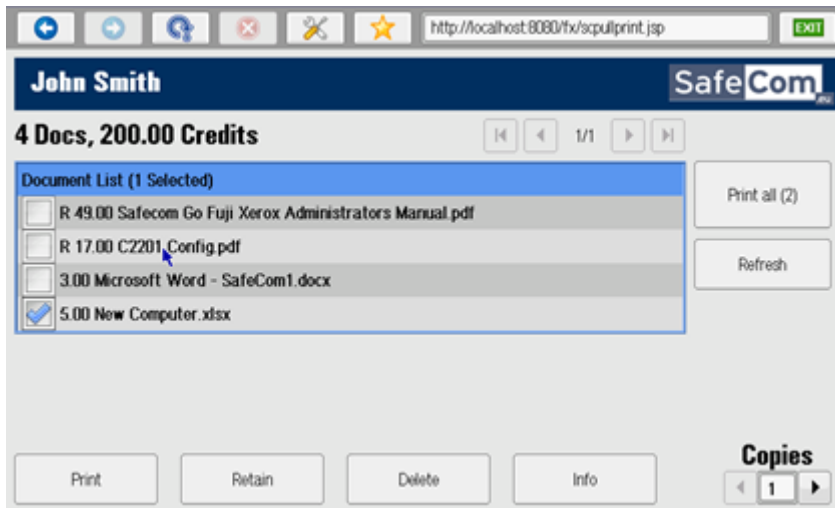 http://localhost:8080/fx/scpullprint.jsp EXIT
John Smith SafeCom.eu
4 Docs, 200.00 Credits 1/1
Document List (1 Selected)
R 49.00 Safecom Go Fuji Xerox Administrators Manual.pdf
R 17.00 C2201 Config.pdf
3.00 Microsoft Word - SafeCom1.docx
5.00 New Computer.xlsx
Print all (2)
Refresh
Print Retain Delete Info
Copies
1